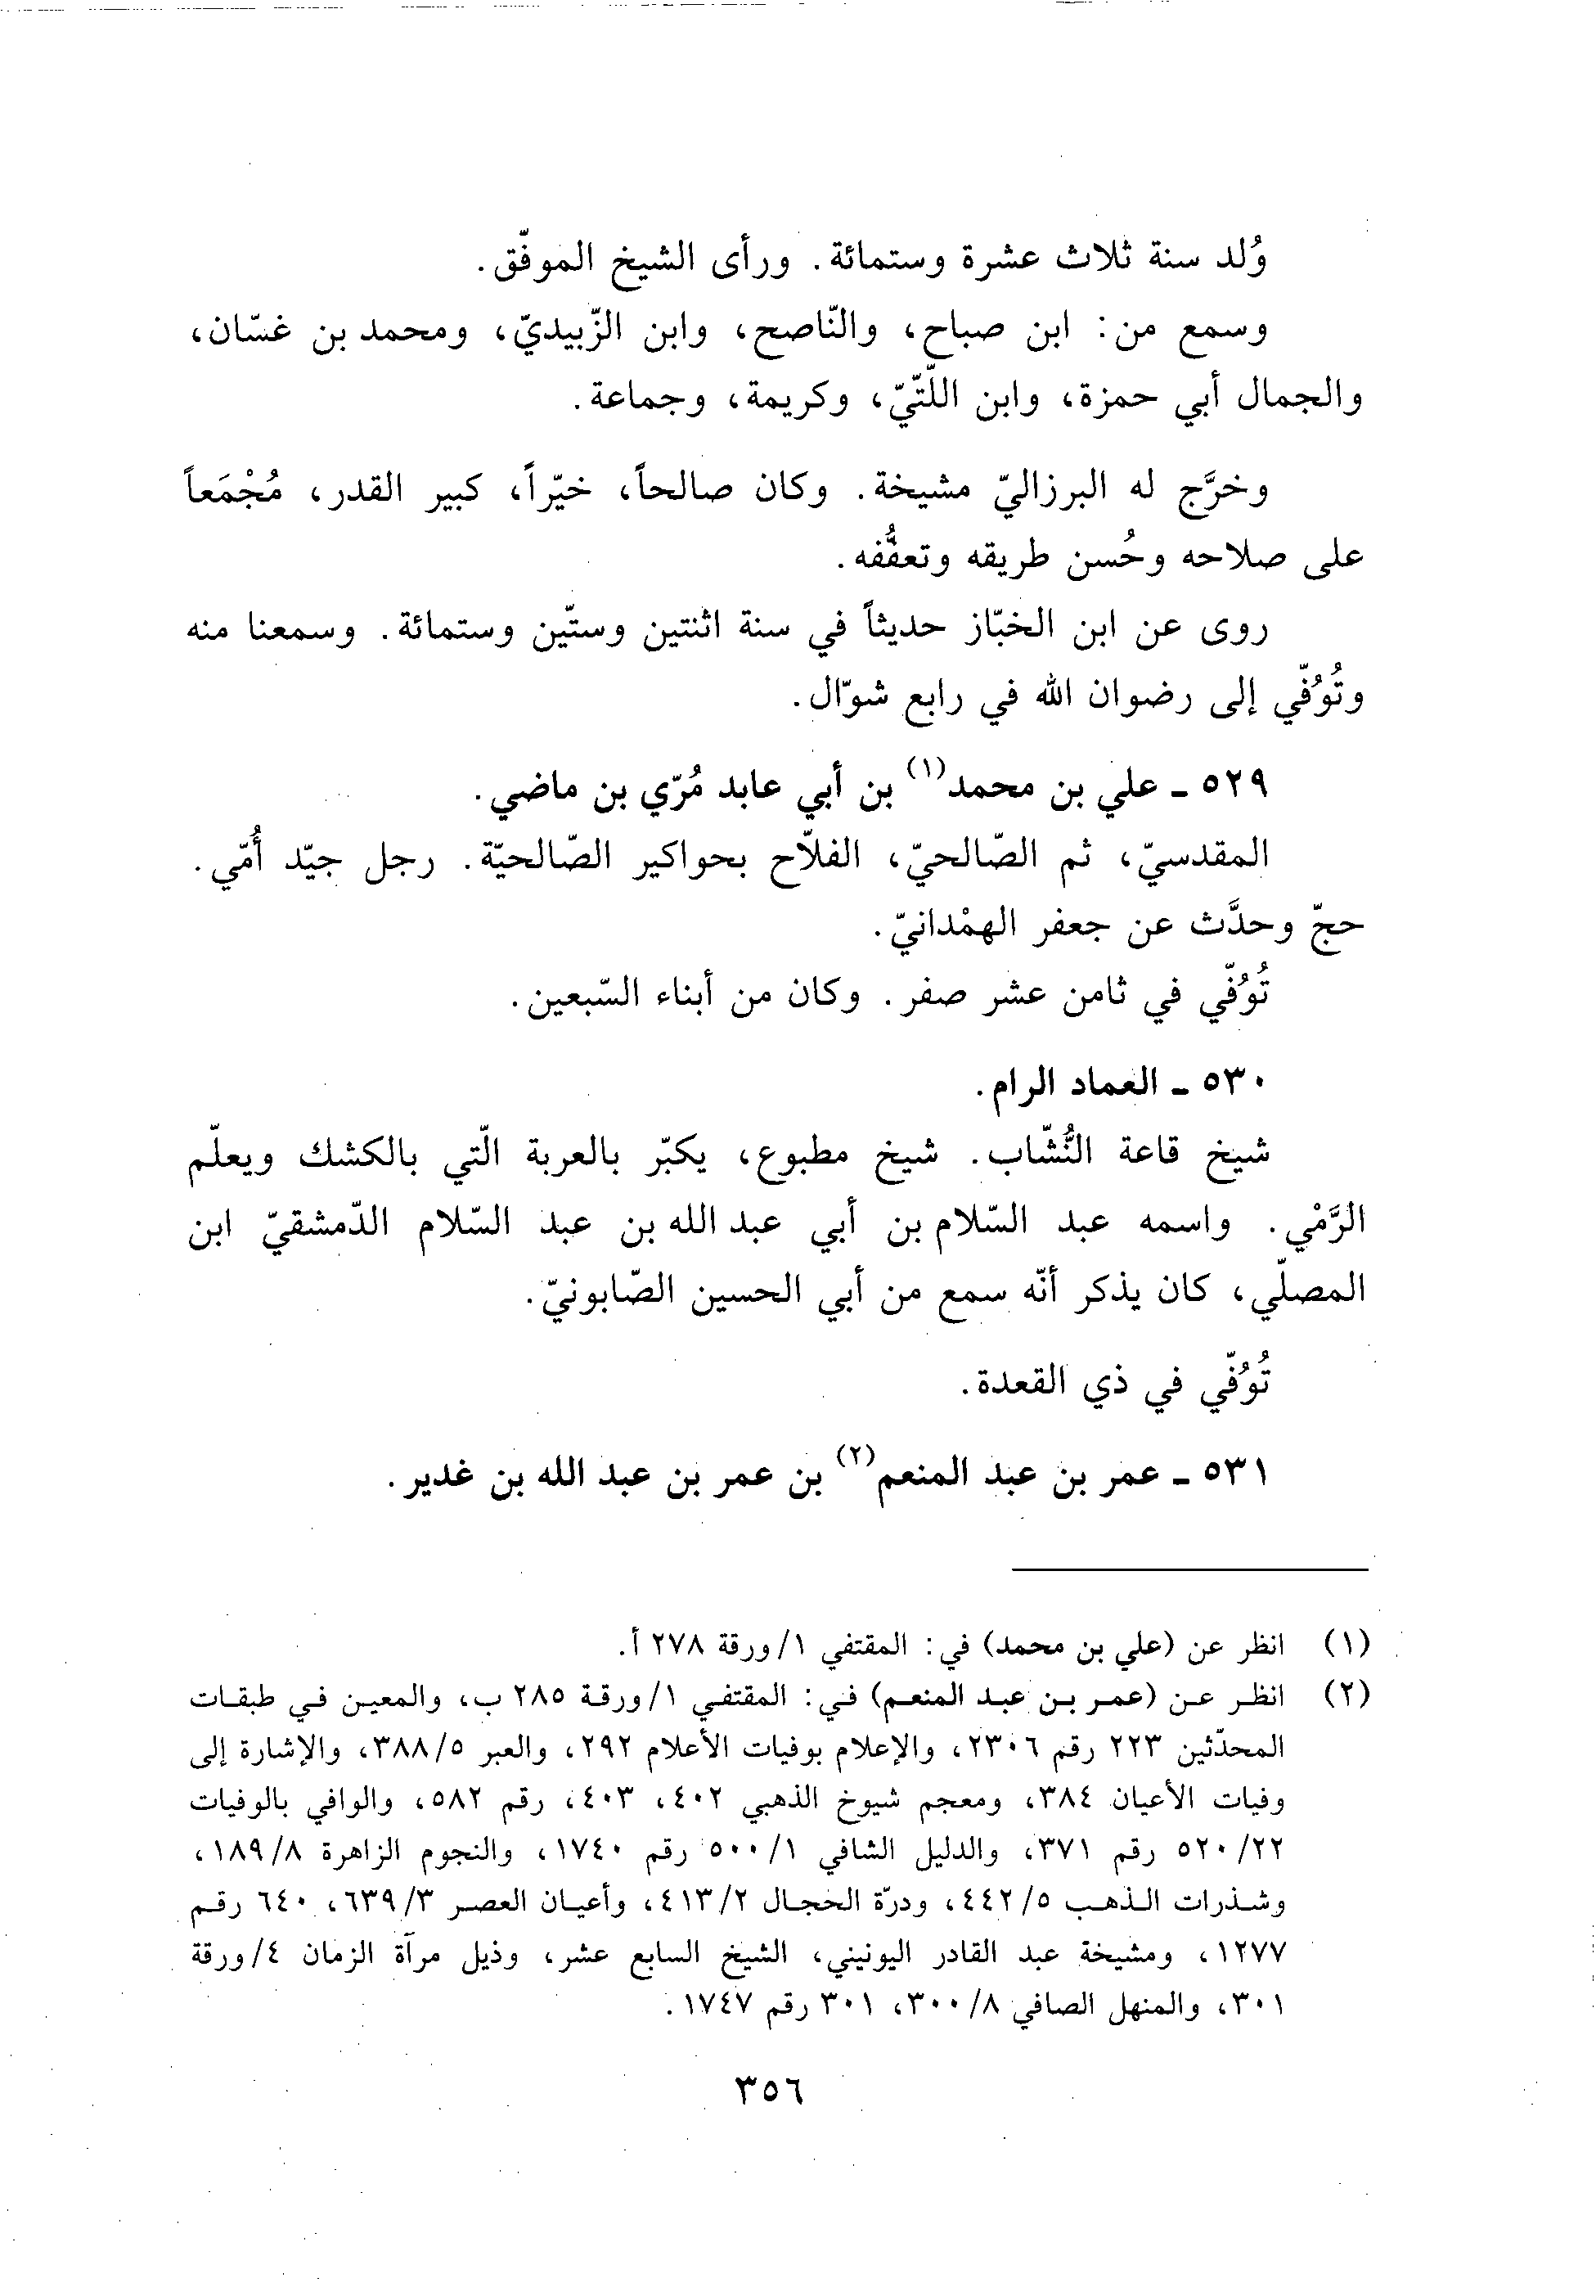 وُلد سنة ثلاث عشرة وستمائة. ورأى الشيخ الموفّق.
وسمع من: ابن صباح، والنّاصح، وابن الزّبيديّ، ومحمد بن غسّان،
والجمال أبي حمزة، وابن اللّتّيّ، وكريمة، وجماعة.
وخرَّج له البرزاليّ مشيخة. وكان صالحاً، خيّراً، كبير القدر، مُجْمَعاً
على صلاحه وحُسن طريقه وتعفُّفه.
روى عن ابن الخبّاز حديثاً في سنة اثنتين وستّين وستمائة. وسمعنا منه
وتُوُفّي إلى رضوان الله في رابع شوّال.
٥٢٩ ـ علي بن محمد(١) بن أبي عابد مُرّي بن ماضي.
المقدسيّ، ثم الصّالحيّ، الفلاّح بحواكير الصّالحيّة. رجل جيّد أُمّي.
حجّ وحدَّث عن جعفر الهمْدانيّ.
تُوُفّي في ثامن عشر صفر. وكان من أبناء السّبعين.
٥٣٠ ـ العماد الرام.
شيخ قاعة النُّشّاب. شيخ مطبوع، يكبّر بالعربة الّتي بالكشك ويعلّم
الرَّمْي. واسمه عبد السّلام بن أبي عبد الله بن عبد السّلام الدّمشقيّ ابن
المصلّي، كان يذكر أنّه سمع من أبي الحسين الصّابونيّ.
تُوُفّي في ذي القعدة.
٥٣١ ـ عمر بن عبد المنعم(٢) بن عمر بن عبد الله بن غدير.
(١) انظر عن (علي بن محمد) في: المقتفي ١/ورقة ٢٧٨ أ.
(٢) انظر عن (عمر بن عبد المنعم) في: المقتفي ١/ورقة ٢٨٥ ب، والمعين في طبقات
المحدّثين ٢٢٣ رقم ٢٣٠٦، والإعلام بوفيات الأعلام ٢٩٢، والعبر ٣٨٨/٥، والإشارة إلى
وفيات الأعيان ٣٨٤، ومعجم شيوخ الذهبي ٤٠٢، ٤٠٣، رقم ٥٨٢، والوافي بالوفيات
٥٢٠/٢٢ رقم ٣٧١، والدليل الشافي ٥٠٠/١ رقم ١٧٤٠، والنجوم الزاهرة ١٨٩/٨،
وشذرات الذهب ٤٤٢/٥، ودرّة الحجال ٤١٣/٢، وأعيان العصر ٦٣٩/٣، ٦٤٠ رقم
١٢٧٧، ومشيخة عبد القادر اليونيني، الشيخ السابع عشر، وذيل مرآة الزمان ٤/ورقة
٣٠١، والمنهل الصافي ٣٠٠/٨، ٣٠١ رقم ١٧٤٧.
٣٥٦